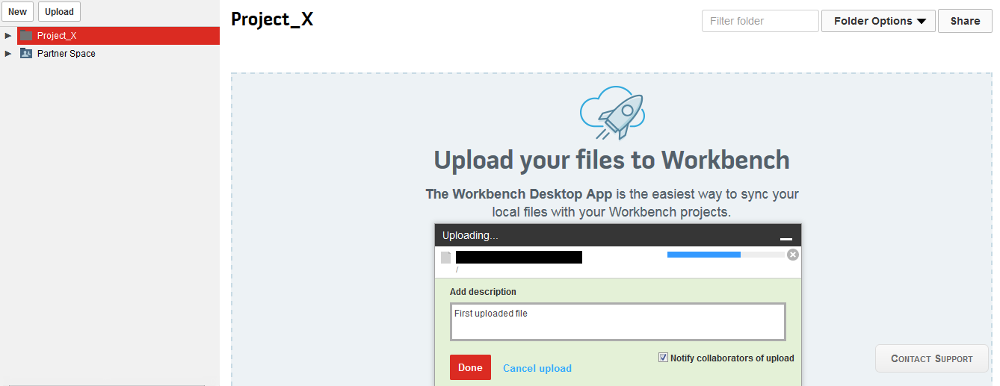 New
Upload
Project_X
Partner Space
Project_X
Filter folder
Folder Options
Share
Upload your files to Workbench
The Workbench Desktop App is the easiest way to sync your
local files with your Workbench projects.
Uploading...
/
Add description
First uploaded file
Done
Cancel upload
Notify collaborators of upload
CONTACT SUPPORT